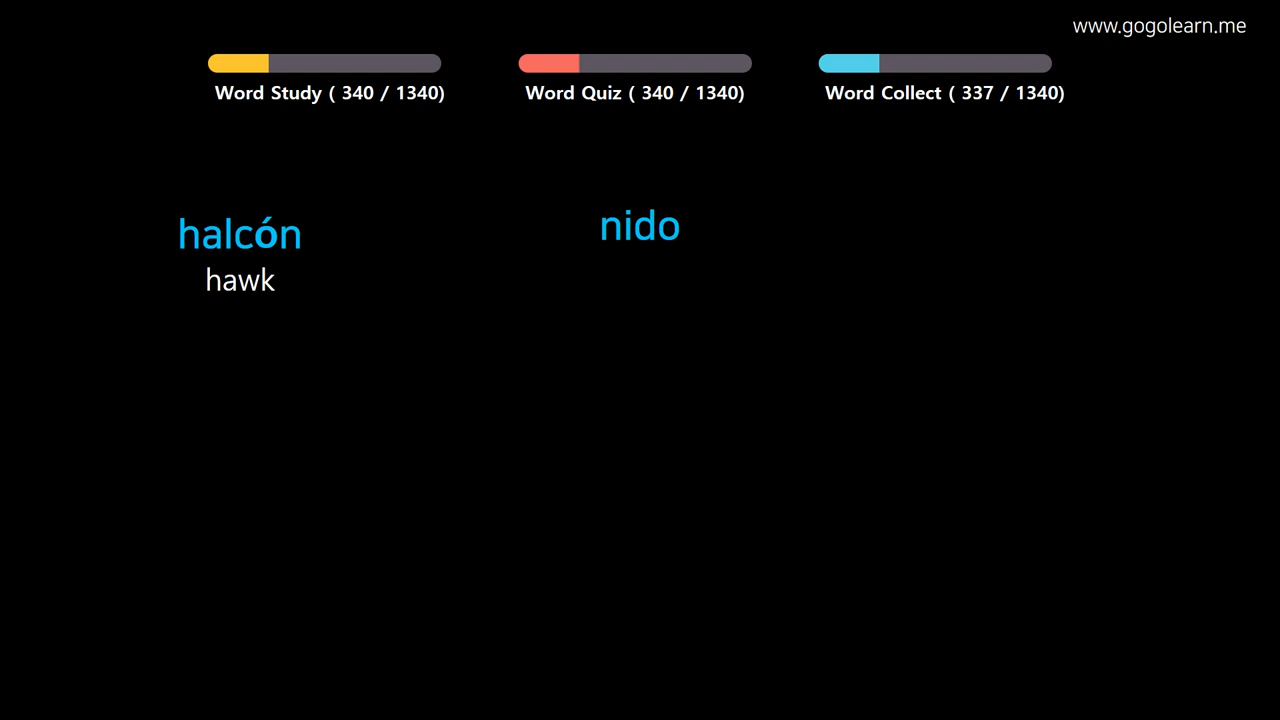 www.gogolearn.me
Word Study ( 340 / 1340)
Word Quiz ( 340 / 1340)
Word Collect ( 337 / 1340)
halcón
hawk
nido